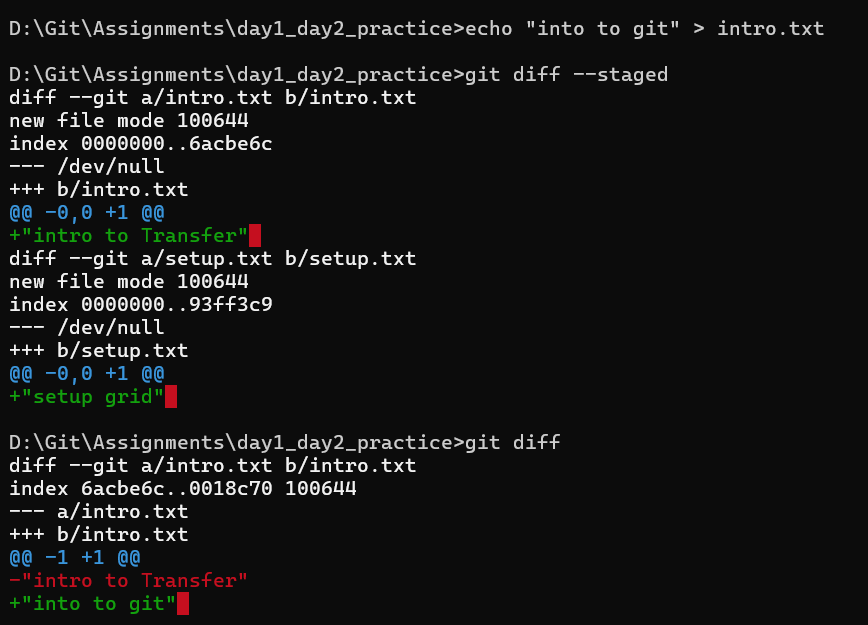 D:\Git\Assignments\day1_day2_practice>echo "into to git" > intro.txt
D:\Git\Assignments\day1_day2_practice>git diff --staged
diff --git a/intro.txt b/intro.txt
new file mode 100644
index 0000000..6acbe6c
--- /dev/null
+++ b/intro.txt
@@ -0,0 +1 @@
+"intro to Transfer"
diff --git a/setup.txt b/setup.txt
new file mode 100644
index 0000000..93ff3c9
--- /dev/null
+++ b/setup.txt
@@ -0,0 +1 @@
+"setup grid"
D:\Git\Assignments\day1_day2_practice>git diff
diff --git a/intro.txt b/intro.txt
index 6acbe6c..0018c70 100644
--- a/intro.txt
+++ b/intro.txt
@@ -1 +1 @@
-"intro to Transfer"
+"into to git"